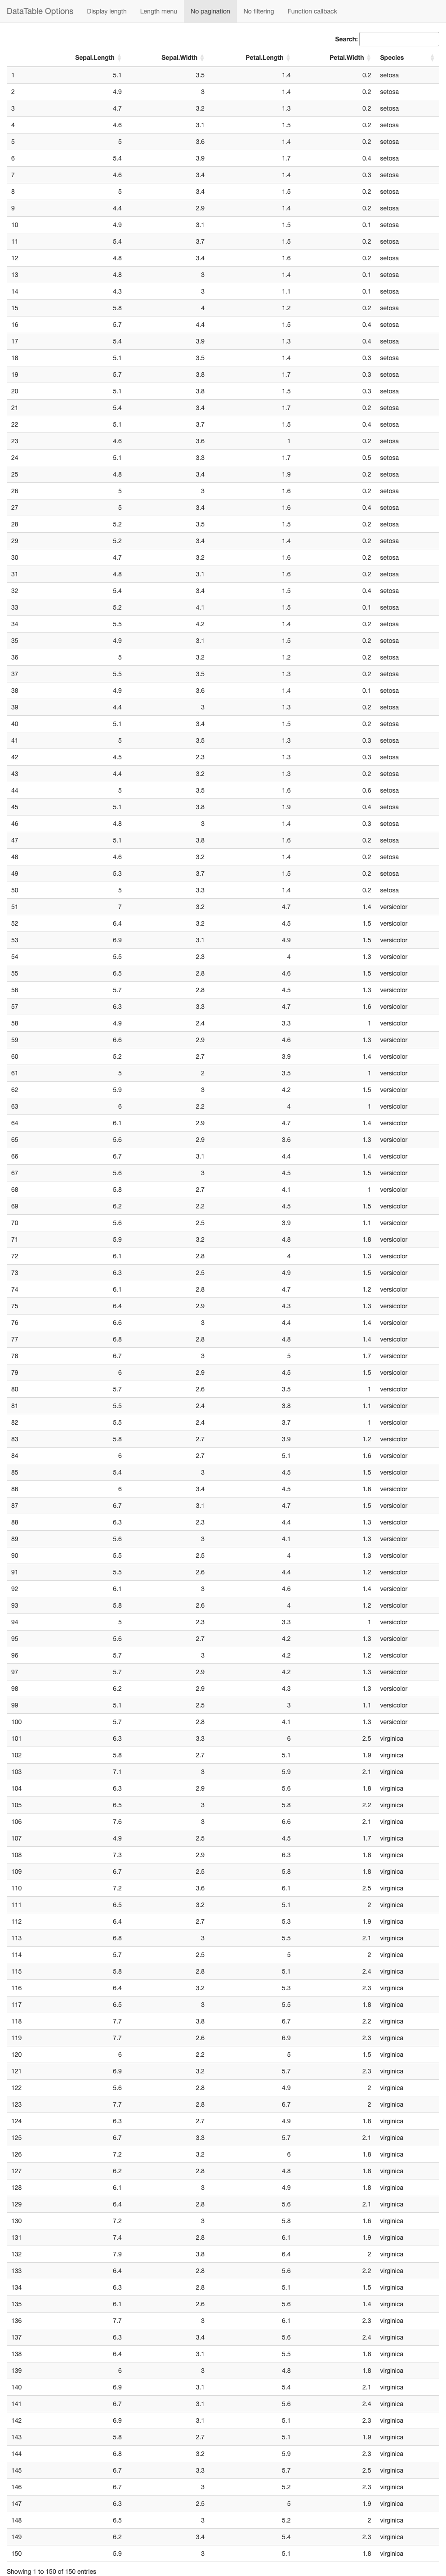 DataTable Options Display length Length menu No pagination No filtering Function callback
Search:
Sepal.Length Sepal.Width Petal.Length Petal.Width Species
1 5.1 3.5 1.4 0.2 setosa
2 4.9 3 1.4 0.2 setosa
3 4.7 3.2 1.3 0.2 setosa
4 4.6 3.1 1.5 0.2 setosa
5 5 3.6 1.4 0.2 setosa
6 5.4 3.9 1.7 0.4 setosa
7 4.6 3.4 1.4 0.3 setosa
8 5 3.4 1.5 0.2 setosa
9 4.4 2.9 1.4 0.2 setosa
10 4.9 3.1 1.5 0.1 setosa
11 5.4 3.7 1.5 0.2 setosa
12 4.8 3.4 1.6 0.2 setosa
13 4.8 3 1.4 0.1 setosa
14 4.3 3 1.1 0.1 setosa
15 5.8 4 1.2 0.2 setosa
16 5.7 4.4 1.5 0.4 setosa
17 5.4 3.9 1.3 0.4 setosa
18 5.1 3.5 1.4 0.3 setosa
19 5.7 3.8 1.7 0.3 setosa
20 5.1 3.8 1.5 0.3 setosa
21 5.4 3.4 1.7 0.2 setosa
22 5.1 3.7 1.5 0.4 setosa
23 4.6 3.6 1 0.2 setosa
24 5.1 3.3 1.7 0.5 setosa
25 4.8 3.4 1.9 0.2 setosa
26 5 3 1.6 0.2 setosa
27 5 3.4 1.6 0.4 setosa
28 5.2 3.5 1.5 0.2 setosa
29 5.2 3.4 1.4 0.2 setosa
30 4.7 3.2 1.6 0.2 setosa
31 4.8 3.1 1.6 0.2 setosa
32 5.4 3.4 1.5 0.4 setosa
33 5.2 4.1 1.5 0.1 setosa
34 5.5 4.2 1.4 0.2 setosa
35 4.9 3.1 1.5 0.2 setosa
36 5 3.2 1.2 0.2 setosa
37 5.5 3.5 1.3 0.2 setosa
38 4.9 3.6 1.4 0.1 setosa
39 4.4 3 1.3 0.2 setosa
40 5.1 3.4 1.5 0.2 setosa
41 5 3.5 1.3 0.3 setosa
42 4.5 2.3 1.3 0.3 setosa
43 4.4 3.2 1.3 0.2 setosa
44 5 3.5 1.6 0.6 setosa
45 5.1 3.8 1.9 0.4 setosa
46 4.8 3 1.4 0.3 setosa
47 5.1 3.8 1.6 0.2 setosa
48 4.6 3.2 1.4 0.2 setosa
49 5.3 3.7 1.5 0.2 setosa
50 5 3.3 1.4 0.2 setosa
51 7 3.2 4.7 1.4 versicolor
52 6.4 3.2 4.5 1.5 versicolor
53 6.9 3.1 4.9 1.5 versicolor
54 5.5 2.3 4 1.3 versicolor
55 6.5 2.8 4.6 1.5 versicolor
56 5.7 2.8 4.5 1.3 versicolor
57 6.3 3.3 4.7 1.6 versicolor
58 4.9 2.4 3.3 1 versicolor
59 6.6 2.9 4.6 1.3 versicolor
60 5.2 2.7 3.9 1.4 versicolor
61 5 2 3.5 1 versicolor
62 5.9 3 4.2 1.5 versicolor
63 6 2.2 4 1 versicolor
64 6.1 2.9 4.7 1.4 versicolor
65 5.6 2.9 3.6 1.3 versicolor
66 6.7 3.1 4.4 1.4 versicolor
67 5.6 3 4.5 1.5 versicolor
68 5.8 2.7 4.1 1 versicolor
69 6.2 2.2 4.5 1.5 versicolor
70 5.6 2.5 3.9 1.1 versicolor
71 5.9 3.2 4.8 1.8 versicolor
72 6.1 2.8 4 1.3 versicolor
73 6.3 2.5 4.9 1.5 versicolor
74 6.1 2.8 4.7 1.2 versicolor
75 6.4 2.9 4.3 1.3 versicolor
76 6.6 3 4.4 1.4 versicolor
77 6.8 2.8 4.8 1.4 versicolor
78 6.7 3 5 1.7 versicolor
79 6 2.9 4.5 1.5 versicolor
80 5.7 2.6 3.5 1 versicolor
81 5.5 2.4 3.8 1.1 versicolor
82 5.5 2.4 3.7 1 versicolor
83 5.8 2.7 3.9 1.2 versicolor
84 6 2.7 5.1 1.6 versicolor
85 5.4 3 4.5 1.5 versicolor
86 6 3.4 4.5 1.6 versicolor
87 6.7 3.1 4.7 1.5 versicolor
88 6.3 2.3 4.4 1.3 versicolor
89 5.6 3 4.1 1.3 versicolor
90 5.5 2.5 4 1.3 versicolor
91 5.5 2.6 4.4 1.2 versicolor
92 6.1 3 4.6 1.4 versicolor
93 5.8 2.6 4 1.2 versicolor
94 5 2.3 3.3 1 versicolor
95 5.6 2.7 4.2 1.3 versicolor
96 5.7 3 4.2 1.2 versicolor
97 5.7 2.9 4.2 1.3 versicolor
98 6.2 2.9 4.3 1.3 versicolor
99 5.1 2.5 3 1.1 versicolor
100 5.7 2.8 4.1 1.3 versicolor
101 6.3 3.3 6 2.5 virginica
102 5.8 2.7 5.1 1.9 virginica
103 7.1 3 5.9 2.1 virginica
104 6.3 2.9 5.6 1.8 virginica
105 6.5 3 5.8 2.2 virginica
106 7.6 3 6.6 2.1 virginica
107 4.9 2.5 4.5 1.7 virginica
108 7.3 2.9 6.3 1.8 virginica
109 6.7 2.5 5.8 1.8 virginica
110 7.2 3.6 6.1 2.5 virginica
111 6.5 3.2 5.1 2 virginica
112 6.4 2.7 5.3 1.9 virginica
113 6.8 3 5.5 2.1 virginica
114 5.7 2.5 5 2 virginica
115 5.8 2.8 5.1 2.4 virginica
116 6.4 3.2 5.3 2.3 virginica
117 6.5 3 5.5 1.8 virginica
118 7.7 3.8 6.7 2.2 virginica
119 7.7 2.6 6.9 2.3 virginica
120 6 2.2 5 1.5 virginica
121 6.9 3.2 5.7 2.3 virginica
122 5.6 2.8 4.9 2 virginica
123 7.7 2.8 6.7 2 virginica
124 6.3 2.7 4.9 1.8 virginica
125 6.7 3.3 5.7 2.1 virginica
126 7.2 3.2 6 1.8 virginica
127 6.2 2.8 4.8 1.8 virginica
128 6.1 3 4.9 1.8 virginica
129 6.4 2.8 5.6 2.1 virginica
130 7.2 3 5.8 1.6 virginica
131 7.4 2.8 6.1 1.9 virginica
132 7.9 3.8 6.4 2 virginica
133 6.4 2.8 5.6 2.2 virginica
134 6.3 2.8 5.1 1.5 virginica
135 6.1 2.6 5.6 1.4 virginica
136 7.7 3 6.1 2.3 virginica
137 6.3 3.4 5.6 2.4 virginica
138 6.4 3.1 5.5 1.8 virginica
139 6 3 4.8 1.8 virginica
140 6.9 3.1 5.4 2.1 virginica
141 6.7 3.1 5.6 2.4 virginica
142 6.9 3.1 5.1 2.3 virginica
143 5.8 2.7 5.1 1.9 virginica
144 6.8 3.2 5.9 2.3 virginica
145 6.7 3.3 5.7 2.5 virginica
146 6.7 3 5.2 2.3 virginica
147 6.3 2.5 5 1.9 virginica
148 6.5 3 5.2 2 virginica
149 6.2 3.4 5.4 2.3 virginica
150 5.9 3 5.1 1.8 virginica
Showing 1 to 150 of 150 entries